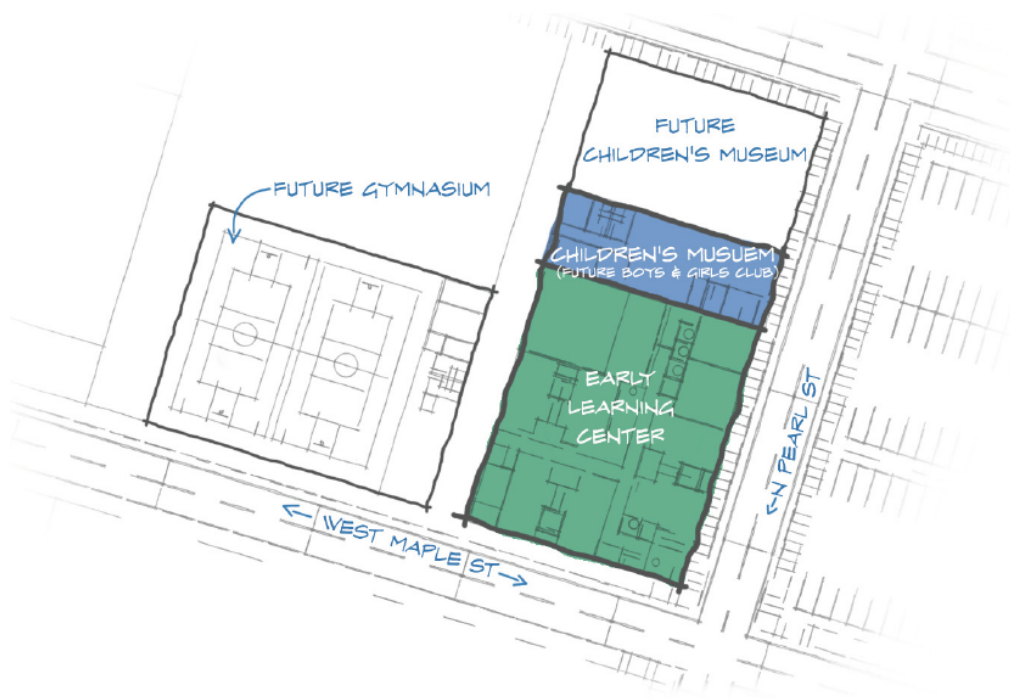 FUTURE
CHILDREN'S MUSEUM
FUTURE GYMNASIUM
CHILDREN'S MUSUEM
(FUTURE BOYS & GIRLS CLUB)
EARLY
LEARNING
CENTER
N PEARL ST
WEST MAPLE ST